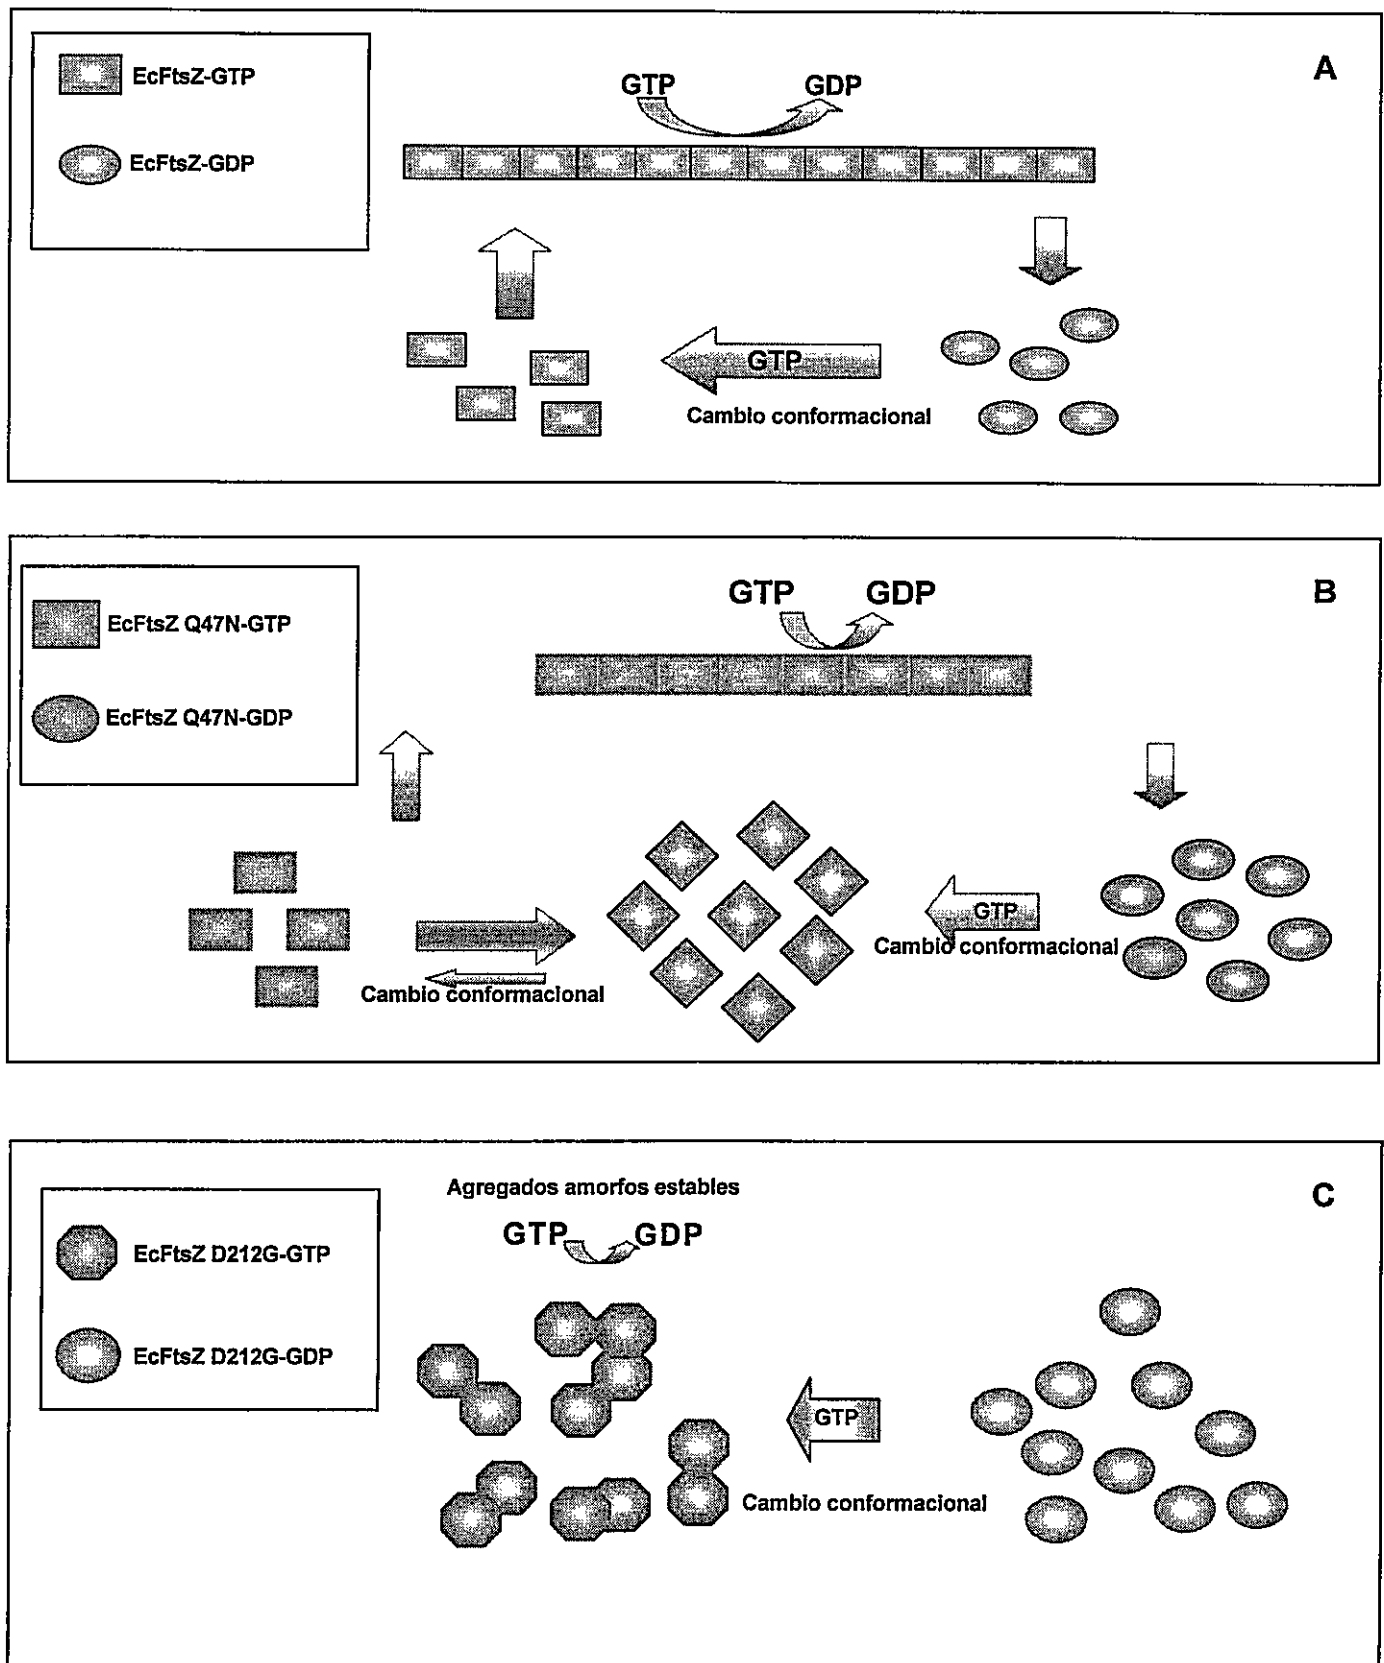 A
EcFtsZ-GTP
EcFtsZ-GDP
GTP GDP
GTP
Cambio conformacional
B
EcFtsZ Q47N-GTP
EcFtsZ Q47N-GDP
GTP GDP
GTP
Cambio conformacional
Cambio conformacional
C
Agregados amorfos estables
EcFtsZ D212G-GTP
EcFtsZ D212G-GDP
GTP GDP
GTP
Cambio conformacional